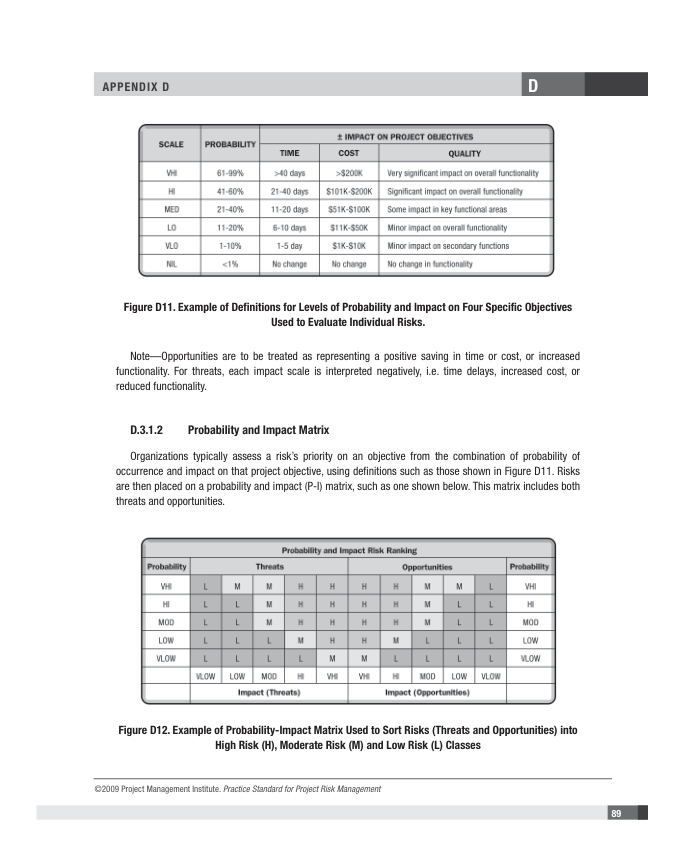 APPENDIX D
D
± IMPACT ON PROJECT OBJECTIVES
SCALE PROBABILITY
TIME COST QUALITY
VHI 61-99% >40 days >$200K Very significant impact on overall functionality
HI 41-60% 21-40 days $101K-$200K Significant impact on overall functionality
MED 21-40% 11-20 days $51K-$100K Some impact in key functional areas
LO 11-20% 6-10 days $11K-$50K Minor impact on overall functionality
VLO 1-10% 1-5 day $1K-$10K Minor impact on secondary functions
NIL <1% No change No change No change in functionality
Figure D11. Example of Definitions for Levels of Probability and Impact on Four Specific Objectives
Used to Evaluate Individual Risks.
Note—Opportunities are to be treated as representing a positive saving in time or cost, or increased
functionality. For threats, each impact scale is interpreted negatively, i.e. time delays, increased cost, or
reduced functionality.
D.3.1.2 Probability and Impact Matrix
Organizations typically assess a risk's priority on an objective from the combination of probability of
occurrence and impact on that project objective, using definitions such as those shown in Figure D11. Risks
are then placed on a probability and impact (P-I) matrix, such as one shown below. This matrix includes both
threats and opportunities.
Probability and Impact Risk Ranking
Probability Threats Opportunities Probability
VHI L M M H H H H M M L VHI
HI L L M H H H H M L L HI
MOD L L M H H H H M L L MOD
LOW L L L M H H M L L L LOW
VLOW L L L L M M L L L L VLOW
VLOW LOW MOD HI VHI VHI HI MOD LOW VLOW
Impact (Threats) Impact (Opportunities)
Figure D12. Example of Probability-Impact Matrix Used to Sort Risks (Threats and Opportunities) into
High Risk (H), Moderate Risk (M) and Low Risk (L) Classes
©2009 Project Management Institute. Practice Standard for Project Risk Management
89